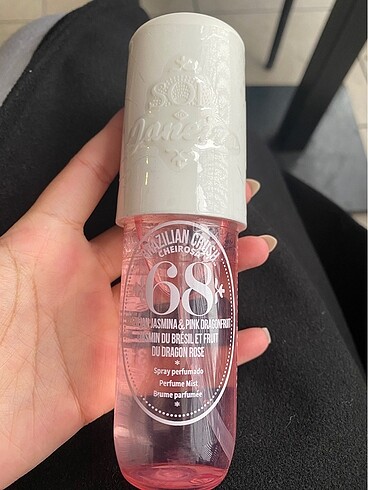 SOL
de
Janeiro
BRAZILIAN CRUSH
CHEIROSA
68*
JASMINA & PINK DRAGONFRUIT
JASMIN DU BRÉSIL ET FRUIT
DU DRAGON ROSE
*
Spray perfumado
Perfume Mist
Brume parfumée
*